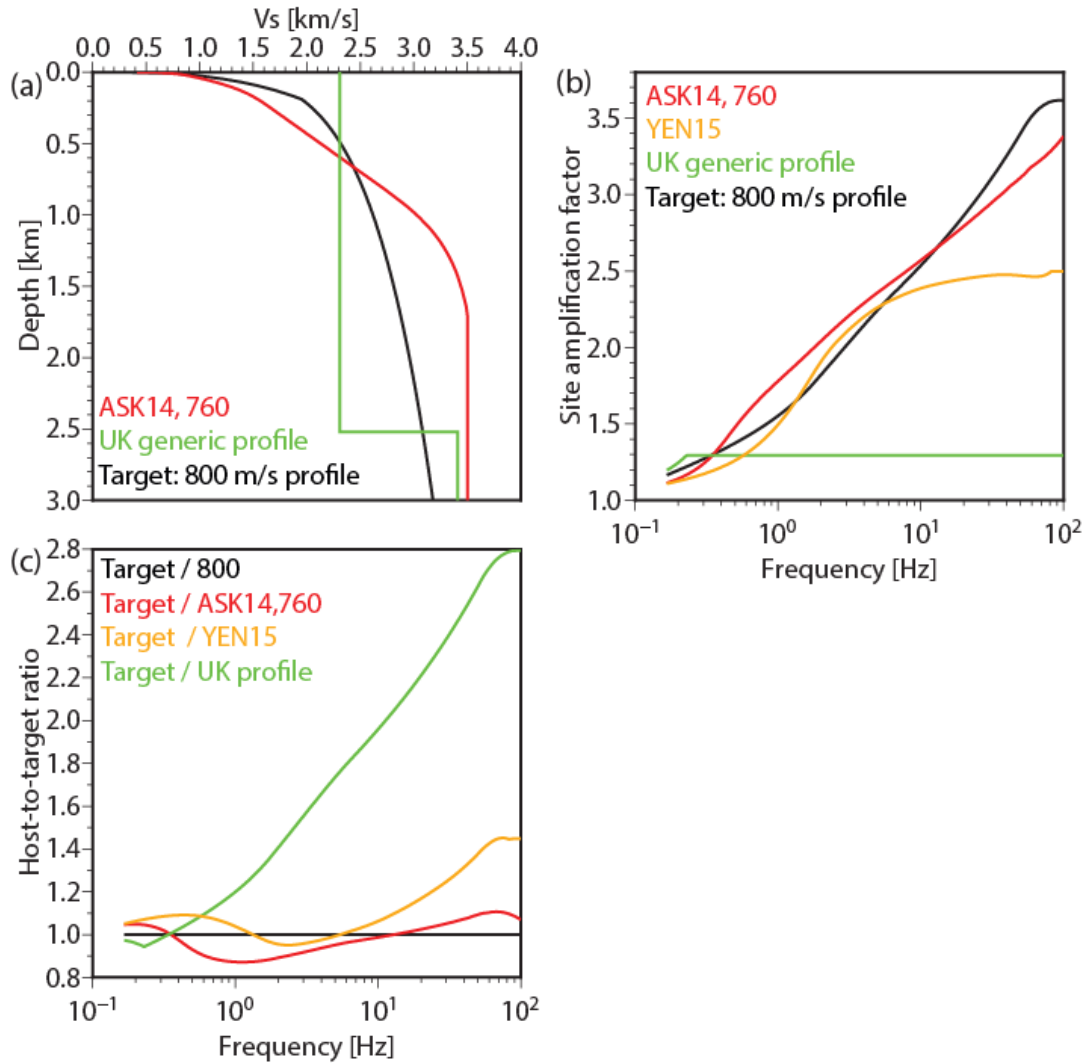 Vs [km/s]
0.0 0.5 1.0 1.5 2.0 2.5 3.0 3.5 4.0
(a)
0.0
0.5
1.0
1.5
2.0
2.5
3.0
Depth [km]
ASK14, 760
UK generic profile
Target: 800 m/s profile
(b)
ASK14, 760
YEN15
UK generic profile
Target: 800 m/s profile
3.5
3.0
2.5
2.0
1.5
1.0
Site amplification factor
10⁻¹ 10⁰ 10¹ 10²
Frequency [Hz]
(c)
Target / 800
Target / ASK14,760
Target / YEN15
Target / UK profile
2.8
2.6
2.4
2.2
2.0
1.8
1.6
1.4
1.2
1.0
0.8
Host-to-target ratio
10⁻¹ 10⁰ 10¹ 10²
Frequency [Hz]